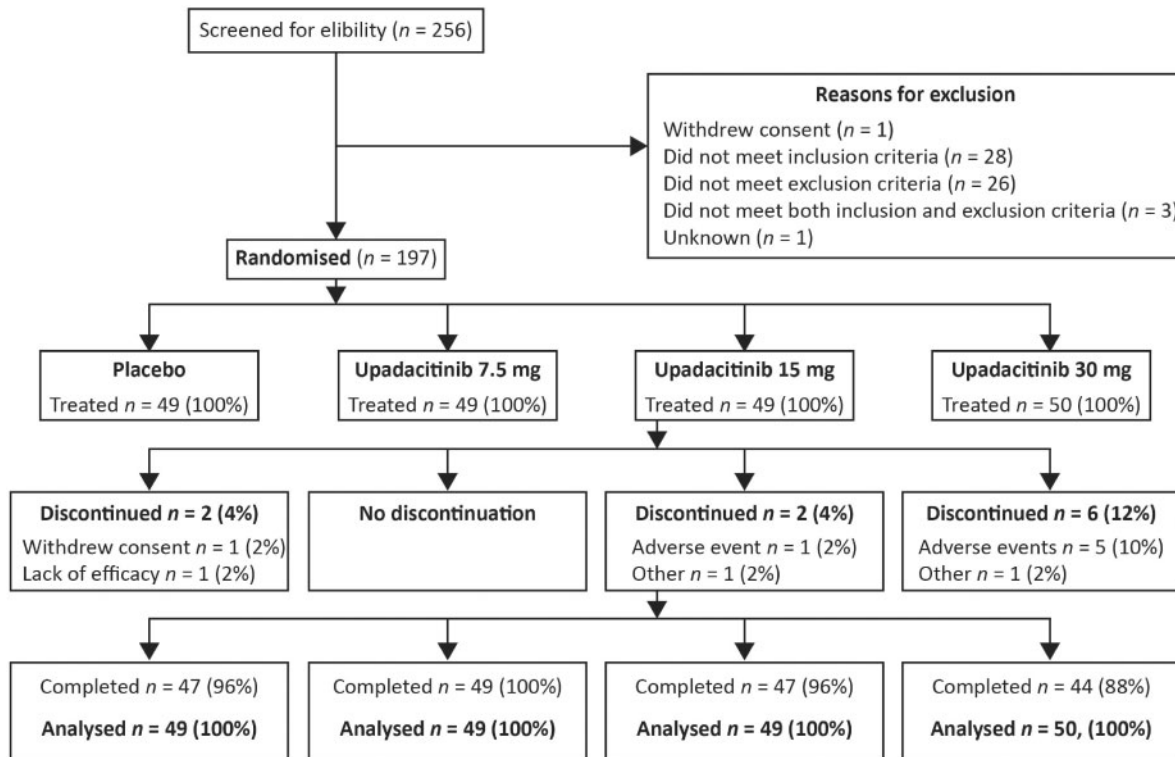 Screened for elibility (n = 256)
Reasons for exclusion
Withdrew consent (n = 1)
Did not meet inclusion criteria (n = 28)
Did not meet exclusion criteria (n = 26)
Did not meet both inclusion and exclusion criteria (n = 3)
Unknown (n = 1)
Randomised (n = 197)
Placebo
Treated n = 49 (100%)
Upadacitinib 7.5 mg
Treated n = 49 (100%)
Upadacitinib 15 mg
Treated n = 49 (100%)
Upadacitinib 30 mg
Treated n = 50 (100%)
Discontinued n = 2 (4%)
Withdrew consent n = 1 (2%)
Lack of efficacy n = 1 (2%)
No discontinuation
Discontinued n = 2 (4%)
Adverse event n = 1 (2%)
Other n = 1 (2%)
Discontinued n = 6 (12%)
Adverse events n = 5 (10%)
Other n = 1 (2%)
Completed n = 47 (96%)
Analysed n = 49 (100%)
Completed n = 49 (100%)
Analysed n = 49 (100%)
Completed n = 47 (96%)
Analysed n = 49 (100%)
Completed n = 44 (88%)
Analysed n = 50, (100%)